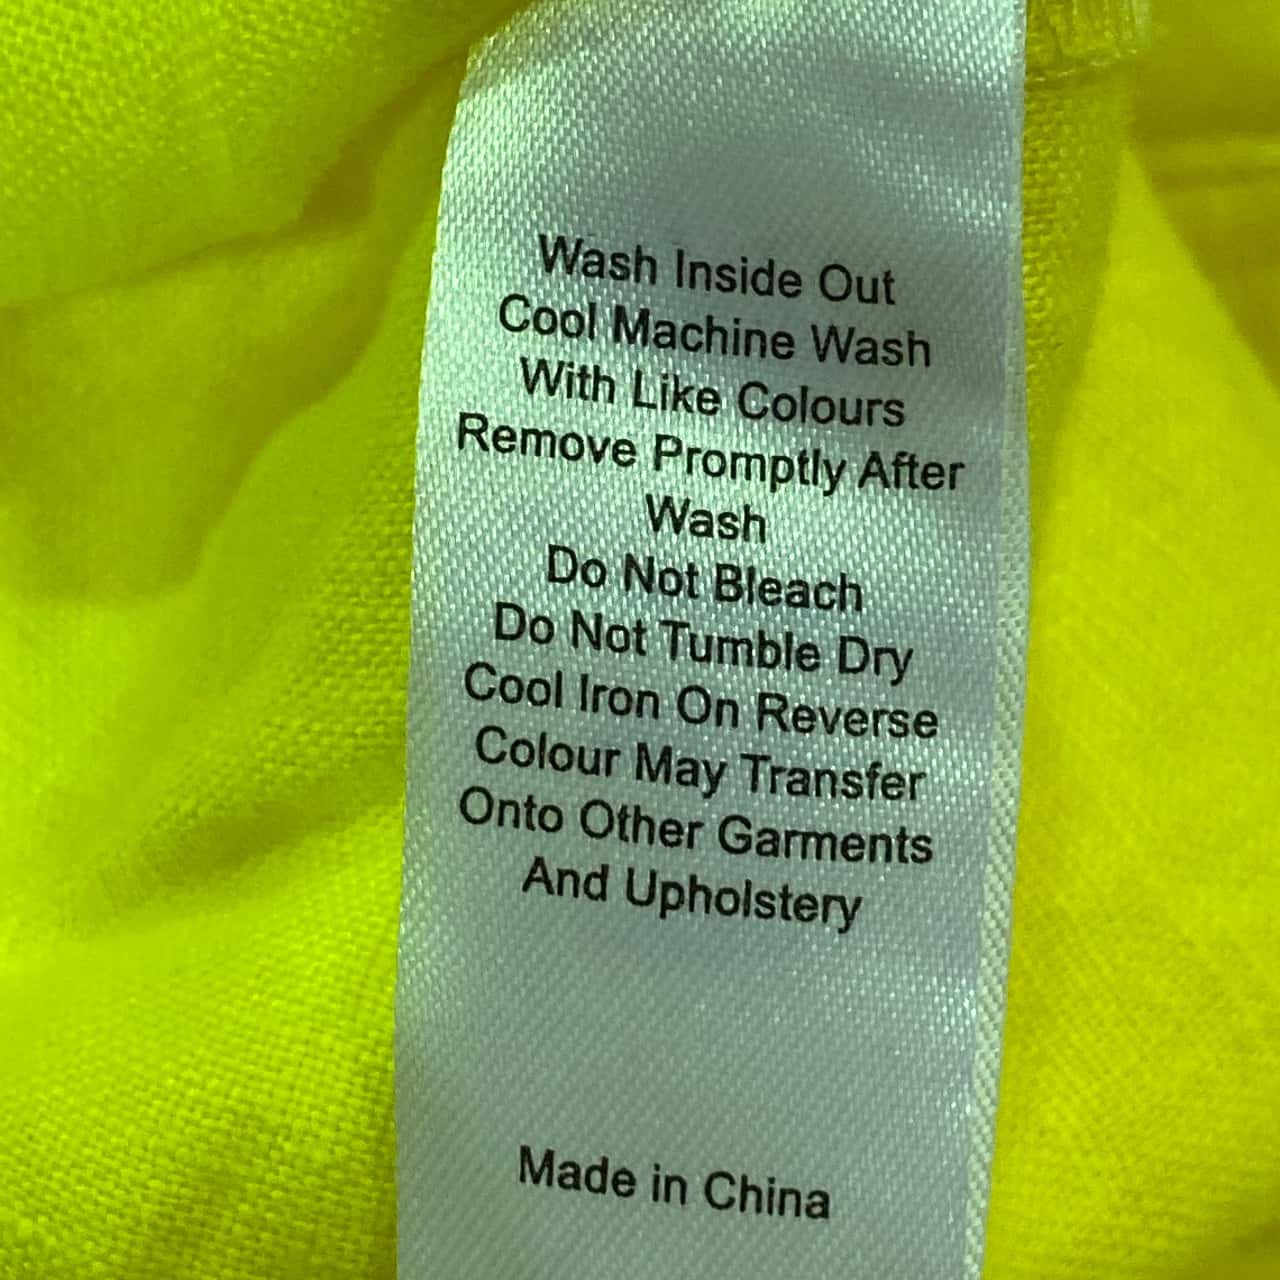 Wash Inside Out
Cool Machine Wash
With Like Colours
Remove Promptly After
Wash
Do Not Bleach
Do Not Tumble Dry
Cool Iron On Reverse
Colour May Transfer
Onto Other Garments
And Upholstery
Made in China